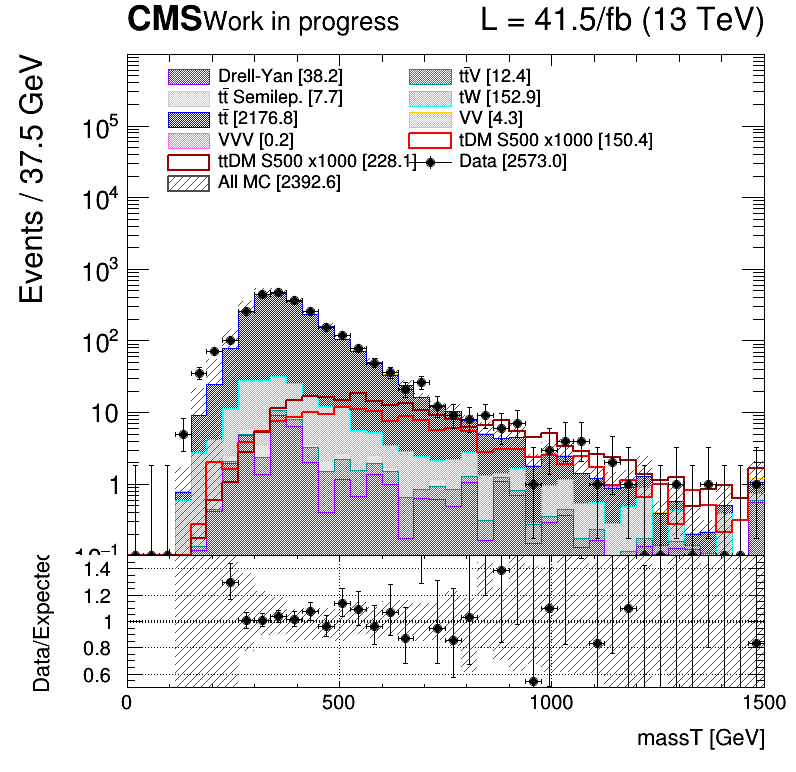 CMS Work in progress L = 41.5/fb (13 TeV)
Events / 37.5 GeV
Drell-Yan [38.2] tt̄V [12.4]
tt̄ Semilep. [7.7] tW [152.9]
tt̄ [2176.8] VV [4.3]
VVV [0.2] tDM S500 x1000 [150.4]
ttDM S500 x1000 [228.1] Data [2573.0]
All MC [2392.6]
10⁵
10⁴
10³
10²
10
1
10⁻¹
Data/Expected
1.4
1.2
1
0.8
0.6
0 500 1000 1500
massT [GeV]